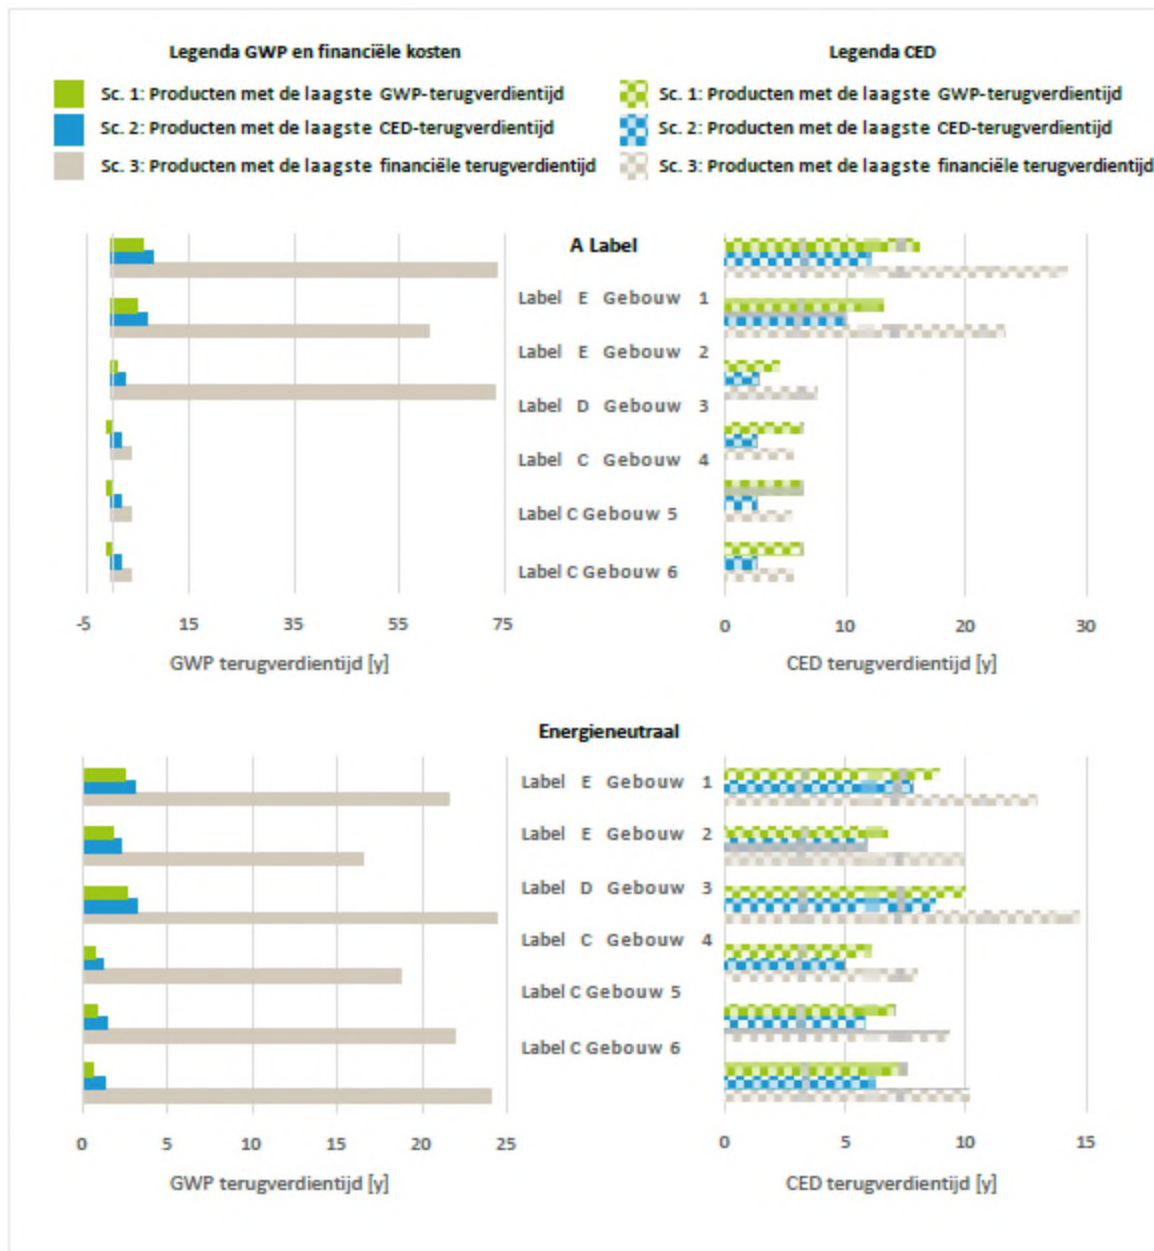 Legenda GWP en financiële kosten
Sc. 1: Producten met de laagste GWP-terugverdientijd
Sc. 2: Producten met de laagste CED-terugverdientijd
Sc. 3: Producten met de laagste financiële terugverdientijd
Legenda CED
Sc. 1: Producten met de laagste GWP-terugverdientijd
Sc. 2: Producten met de laagste CED-terugverdientijd
Sc. 3: Producten met de laagste financiële terugverdientijd
A Label
Label E Gebouw 1
Label E Gebouw 2
Label D Gebouw 3
Label C Gebouw 4
Label C Gebouw 5
Label C Gebouw 6
-5 15 35 55 75
GWP terugverdientijd [y]
0 10 20 30
CED terugverdientijd [y]
Energieneutraal
Label E Gebouw 1
Label E Gebouw 2
Label D Gebouw 3
Label C Gebouw 4
Label C Gebouw 5
Label C Gebouw 6
0 5 10 15 20 25
GWP terugverdientijd [y]
0 5 10 15
CED terugverdientijd [y]